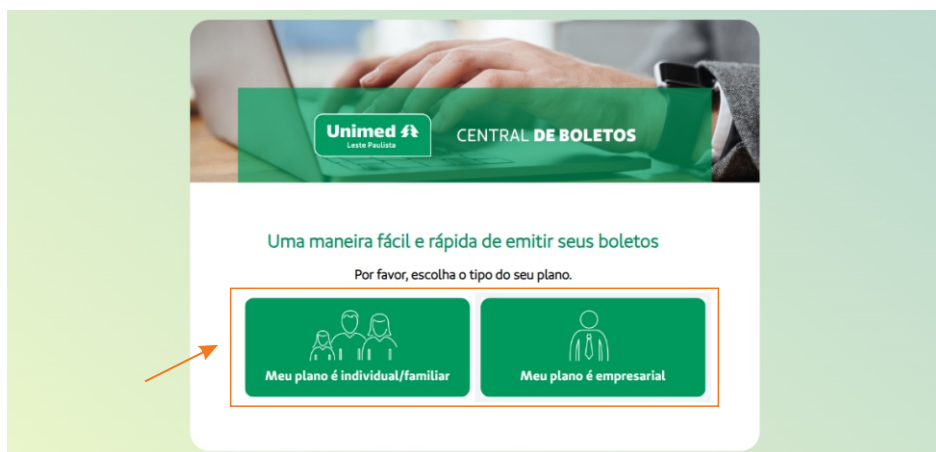 Unimed
Leste Paulista
CENTRAL DE BOLETOS
Uma maneira fácil e rápida de emitir seus boletos
Por favor, escolha o tipo do seu plano.
Meu plano é individual/familiar
Meu plano é empresarial